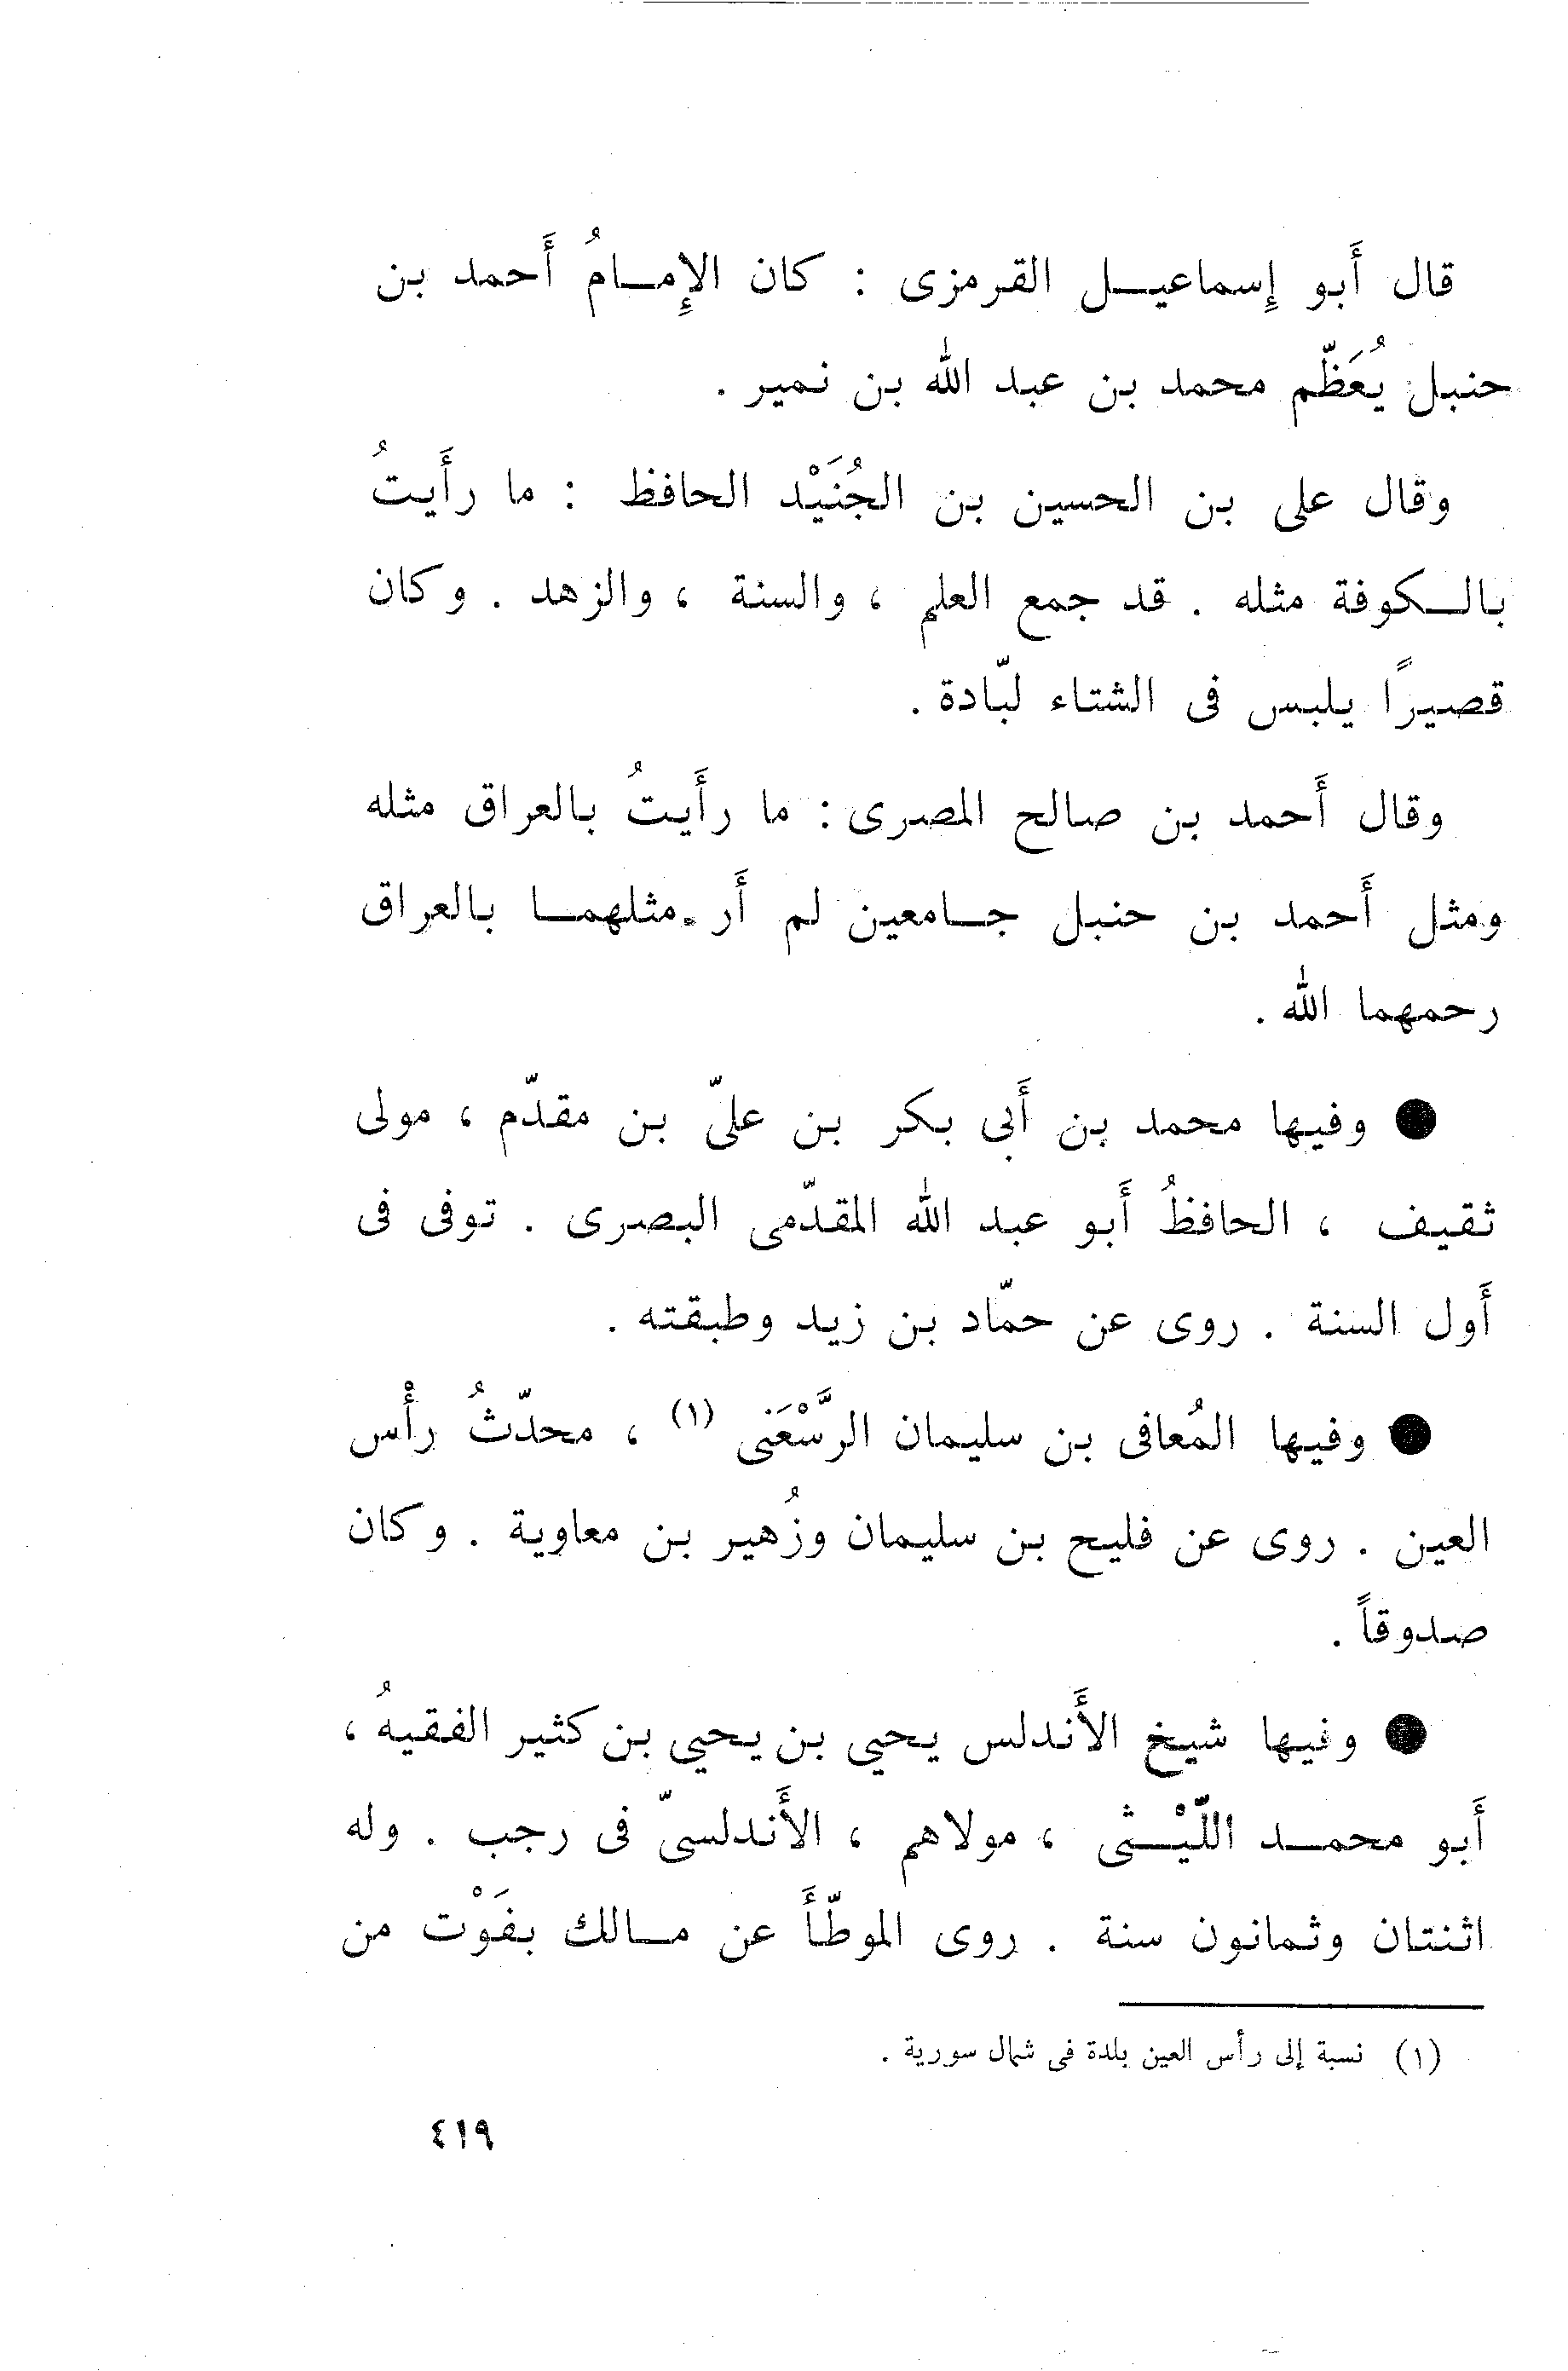 قال أَبو إِسماعيل القرمزى : كان الإِمامُ أَحمد بن
حنبل يُعَظّم محمد بن عبد الله بن نمير .
وقال على بن الحسين بن الجُنَيْد الحافظ : ما رأَيتُ
بالكوفة مثله . قد جمع العلم ، والسنة ، والزهد . وكان
قصيرًا يلبس فى الشتاء لبّادة .
وقال أَحمد بن صالح المصرى : ما رأَيتُ بالعراق مثله
ومثل أَحمد بن حنبل جامعين لم أَر مثلهما بالعراق
رحمهما الله .
● وفيها محمد بن أَبى بكر بن علىّ بن مقدّم ، مولى
ثقيف ، الحافظُ أَبو عبد الله المقدّمى البصرى . توفى فى
أَول السنة . روى عن حمّاد بن زيد وطبقته .
● وفيها المُعافى بن سليمان الرَّسْعَنى (١) ، محدّثُ رأْس
العين . روى عن فليح بن سليمان وزُهير بن معاوية . وكان
صدوقاً .
● وفيها شيخ الأَندلس يحيي بن يحيي بن كثير الفقيهُ ،
أَبو محمد اللّيْثى ، مولاهم ، الأَندلسىّ فى رجب . وله
اثنتان وثمانون سنة . روى الموطّأَ عن مالك بفَوْت من
(١) نسبة إلى رأس العين بلدة فى شمال سورية .
٤١٩